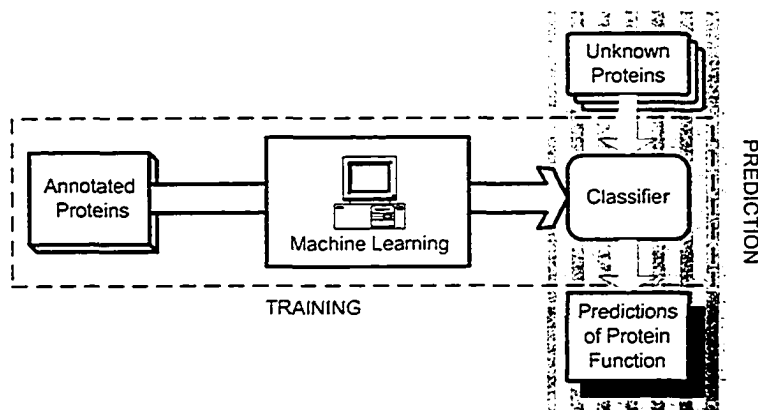 Unknown
Proteins
PREDICTION
Annotated
Proteins
Machine Learning
Classifier
TRAINING
Predictions
of Protein
Function